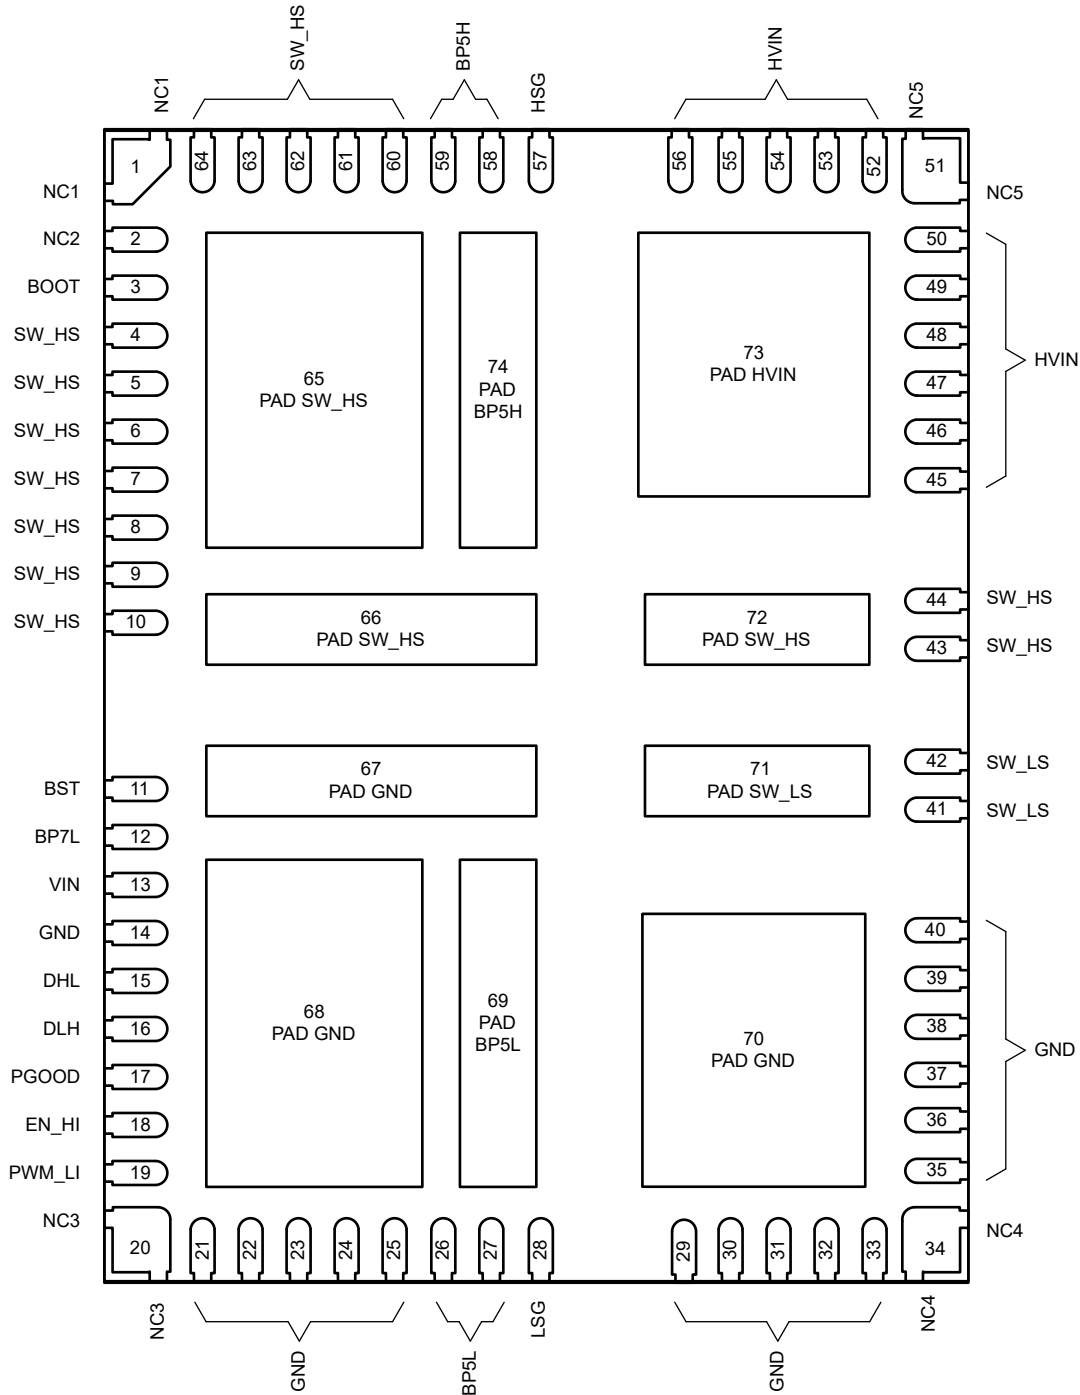 SW_HS
BP5H
HVIN
NC1
HSG
NC5
1
64
63
62
61
60
59
58
57
56
55
54
53
52
51
NC1
NC5
NC2
2
50
BOOT
3
49
SW_HS
4
48
SW_HS
5
47
SW_HS
6
46
SW_HS
7
45
SW_HS
8
SW_HS
9
SW_HS
10
HVIN
65
PAD SW_HS
74
PAD
BP5H
73
PAD HVIN
66
PAD SW_HS
72
PAD SW_HS
44
SW_HS
43
SW_HS
67
PAD GND
71
PAD SW_LS
42
SW_LS
41
SW_LS
BST
11
BP7L
12
VIN
13
GND
14
40
DHL
15
39
DLH
16
38
PGOOD
17
37
EN_HI
18
36
PWM_LI
19
35
GND
68
PAD GND
69
PAD
BP5L
70
PAD GND
NC3
NC4
20
21
22
23
24
25
26
27
28
29
30
31
32
33
34
NC3
LSG
NC4
GND
BP5L
GND